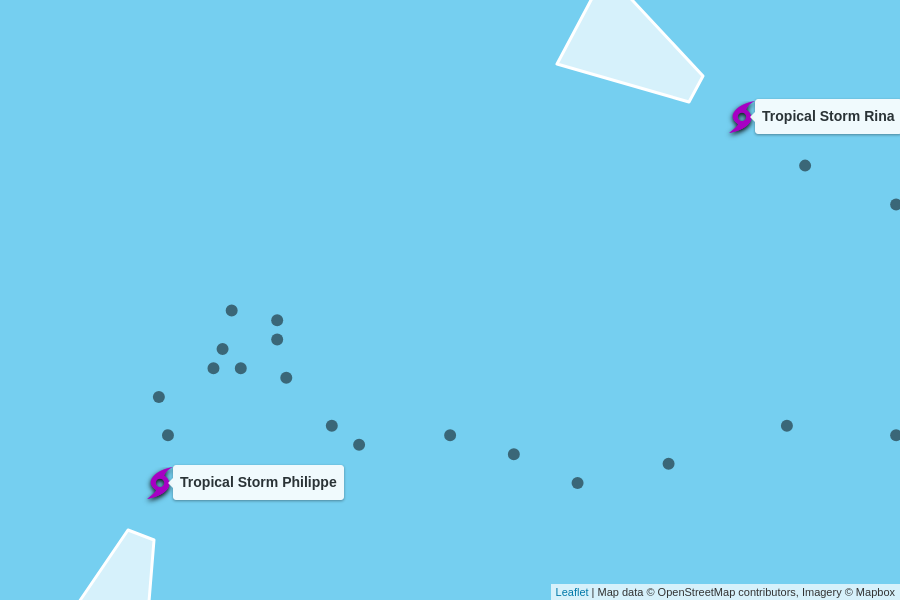 Tropical Storm Rina
Tropical Storm Philippe
Leaflet | Map data © OpenStreetMap contributors, Imagery © Mapbox